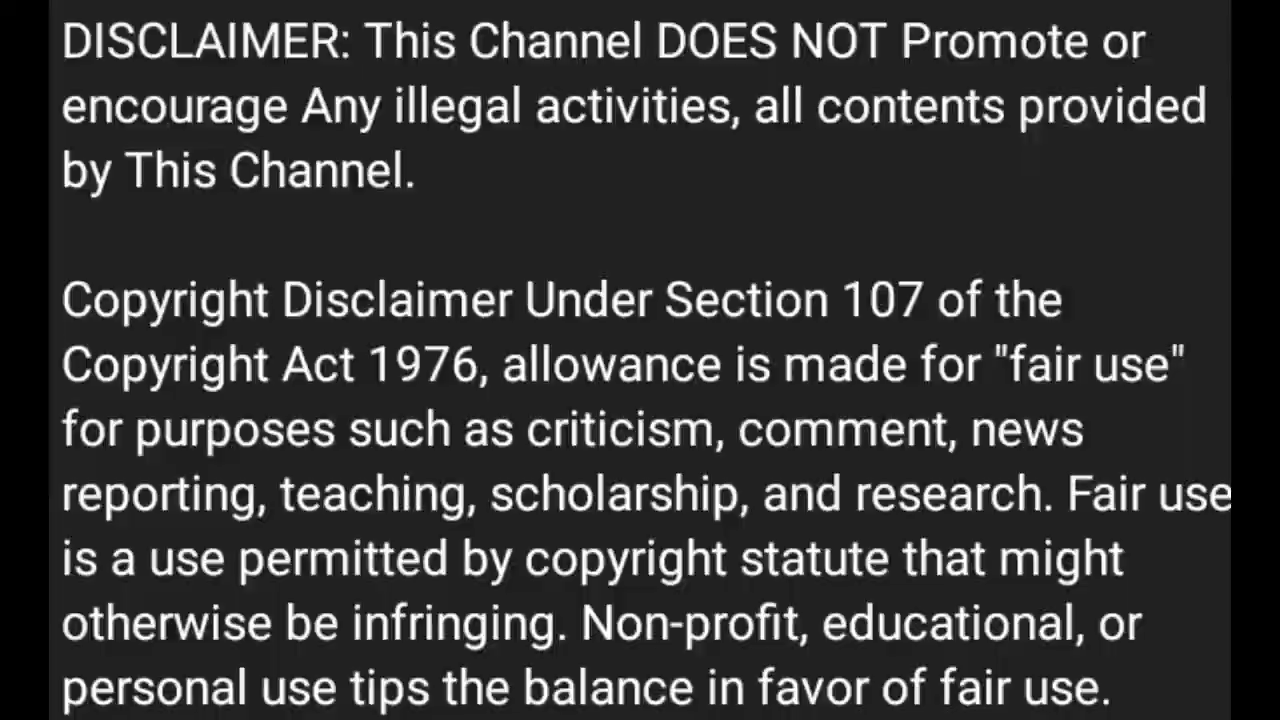 DISCLAIMER: This Channel DOES NOT Promote or
encourage Any illegal activities, all contents provided
by This Channel.
Copyright Disclaimer Under Section 107 of the
Copyright Act 1976, allowance is made for "fair use"
for purposes such as criticism, comment, news
reporting, teaching, scholarship, and research. Fair use
is a use permitted by copyright statute that might
otherwise be infringing. Non-profit, educational, or
personal use tips the balance in favor of fair use.